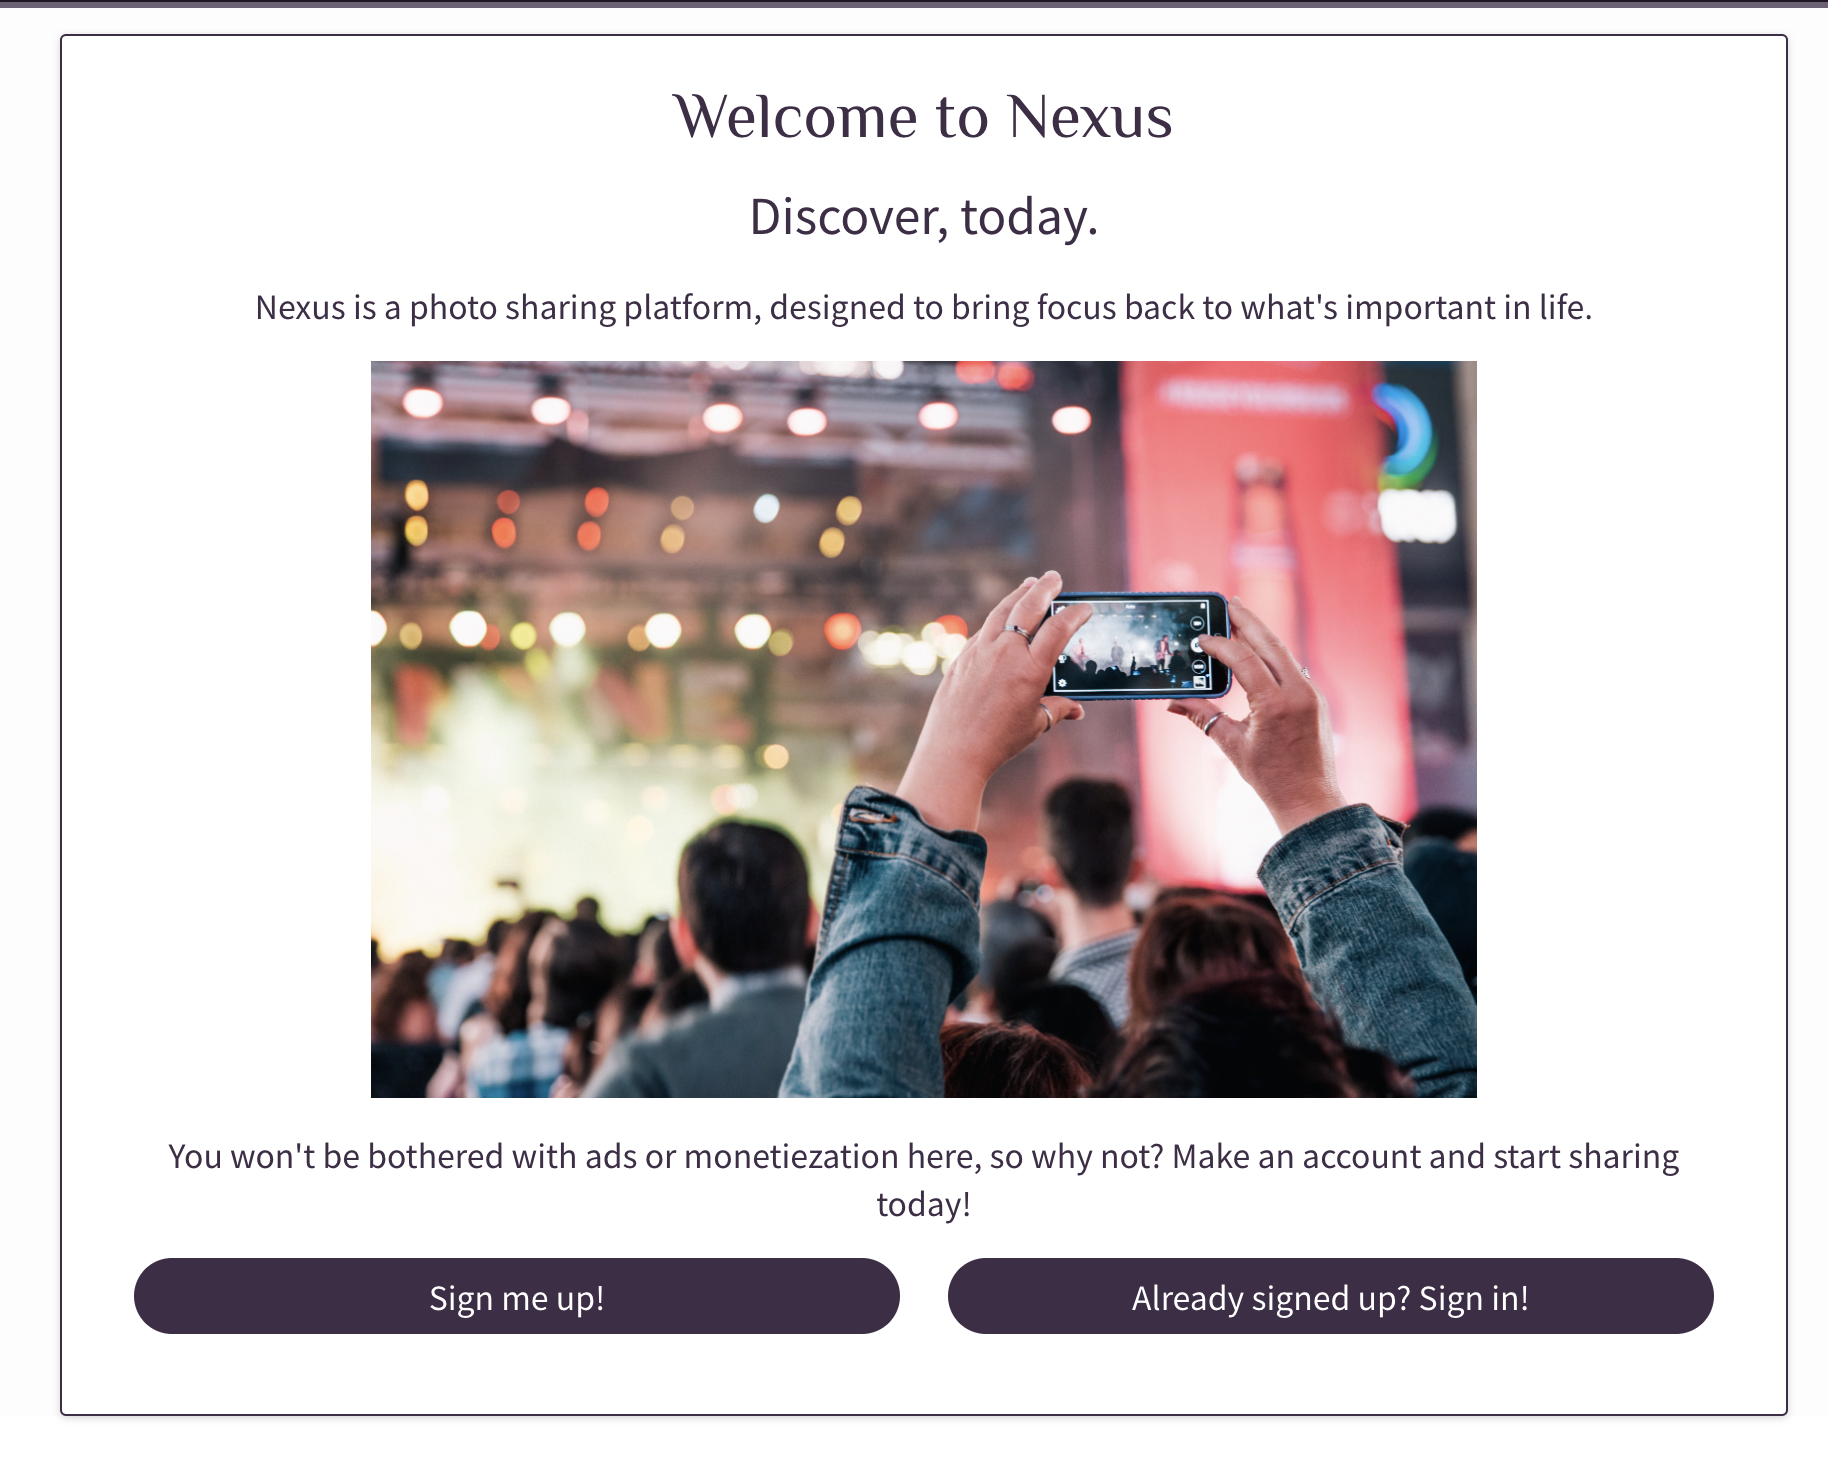 Welcome to Nexus
Discover, today.
Nexus is a photo sharing platform, designed to bring focus back to what's important in life.
You won't be bothered with ads or monetiezation here, so why not? Make an account and start sharing
today!
Sign me up!
Already signed up? Sign in!